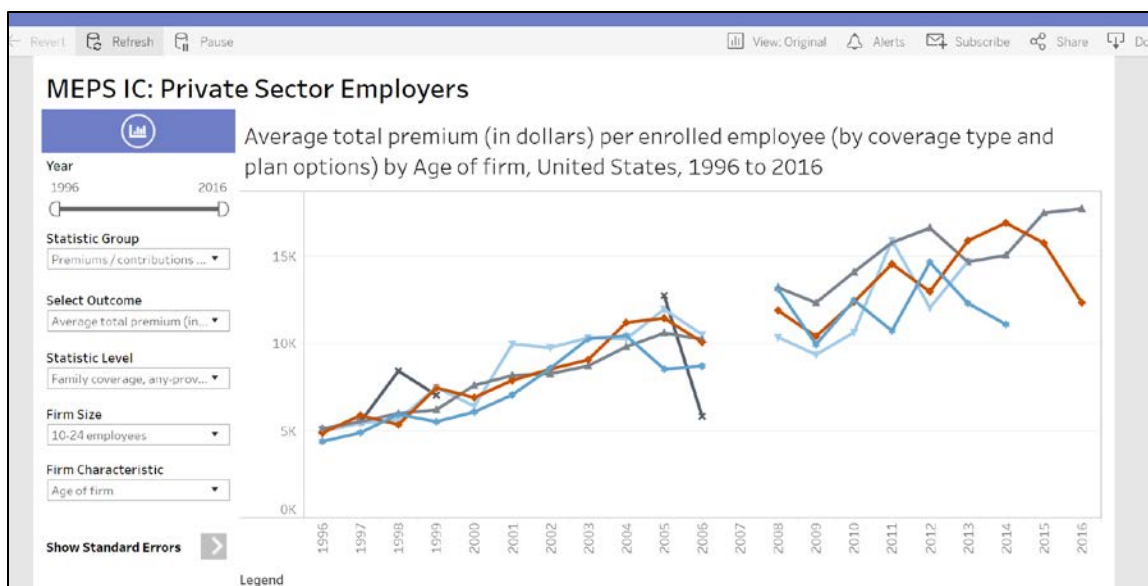 Revert Refresh Pause View: Original Alerts Subscribe Share Do
MEPS IC: Private Sector Employers
Average total premium (in dollars) per enrolled employee (by coverage type and
plan options) by Age of firm, United States, 1996 to 2016
Year
1996 2016
Statistic Group
Premiums / contributions ...
Select Outcome
Average total premium (in...
Statistic Level
Family coverage, any-prov...
Firm Size
10-24 employees
Firm Characteristic
Age of firm
Show Standard Errors
15K
10K
5K
0K
1996 1997 1998 1999 2000 2001 2002 2003 2004 2005 2006 2007 2008 2009 2010 2011 2012 2013 2014 2015 2016
Legend